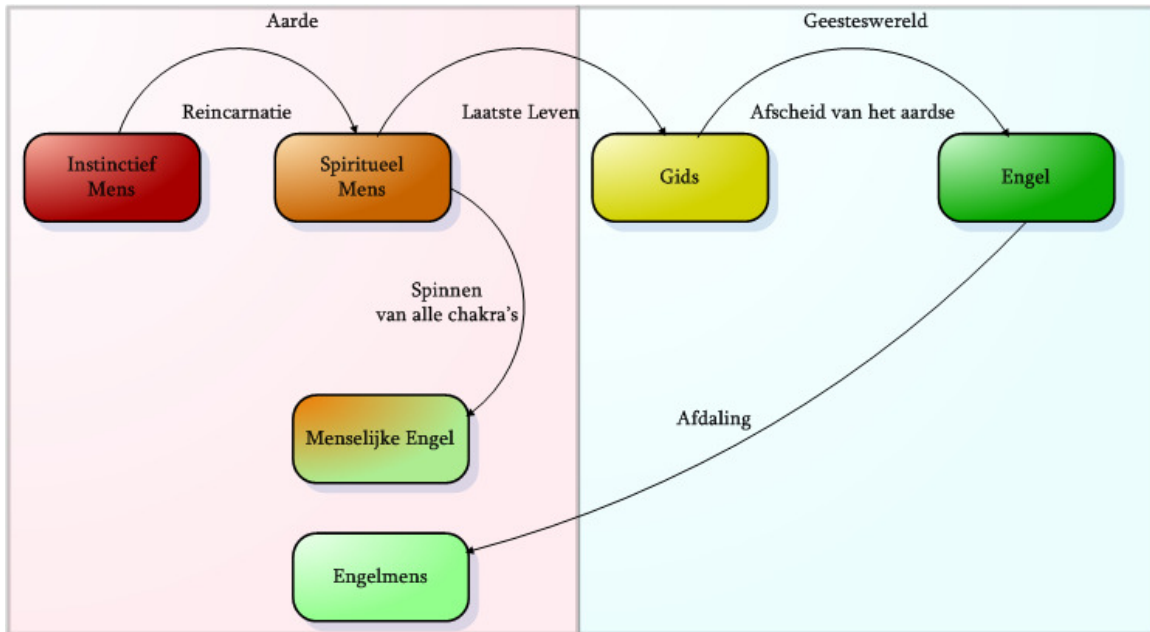 Aarde
Geesteswereld
Reincarnatie
Laatste Leven
Afscheid van het aardse
Instinctief
Mens
Spiritueel
Mens
Gids
Engel
Spinnen
van alle chakra's
Afdaling
Menselijke Engel
Engelmens